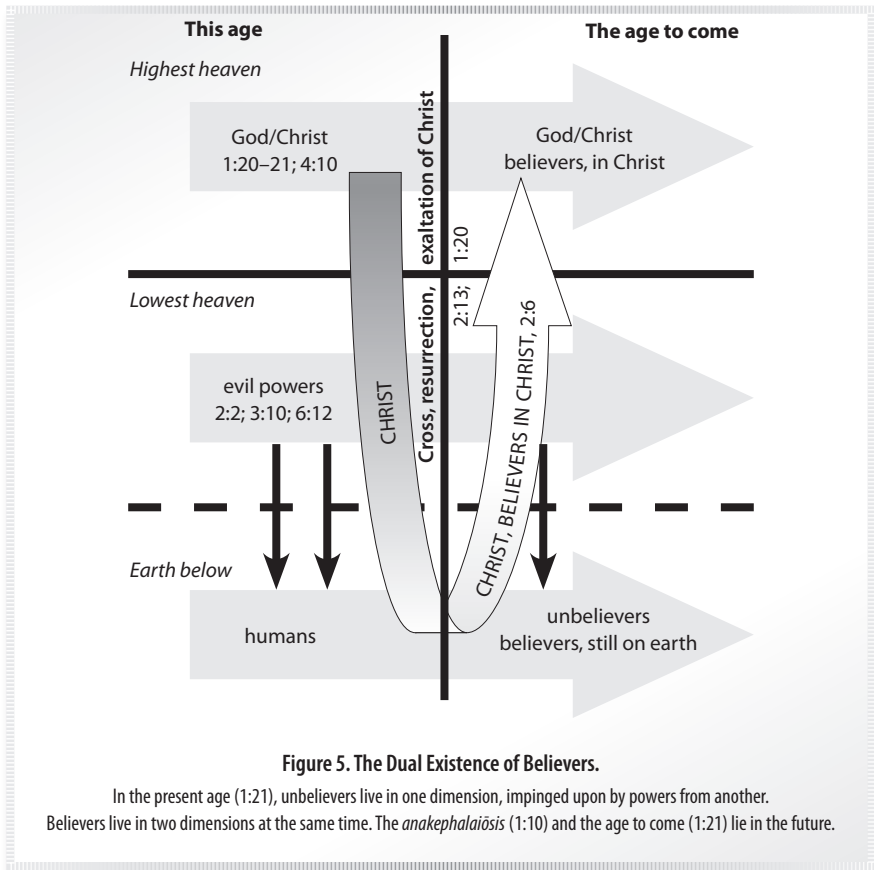 This age
The age to come
Highest heaven
God/Christ
1:20–21; 4:10
God/Christ
believers, in Christ
Cross, resurrection, exaltation of Christ
2:13; 1:20
Lowest heaven
evil powers
2:2; 3:10; 6:12
CHRIST
CHRIST, BELIEVERS IN CHRIST, 2:6
Earth below
humans
unbelievers
believers, still on earth
Figure 5. The Dual Existence of Believers.
In the present age (1:21), unbelievers live in one dimension, impinged upon by powers from another.
Believers live in two dimensions at the same time. The anakephalaiōsis (1:10) and the age to come (1:21) lie in the future.